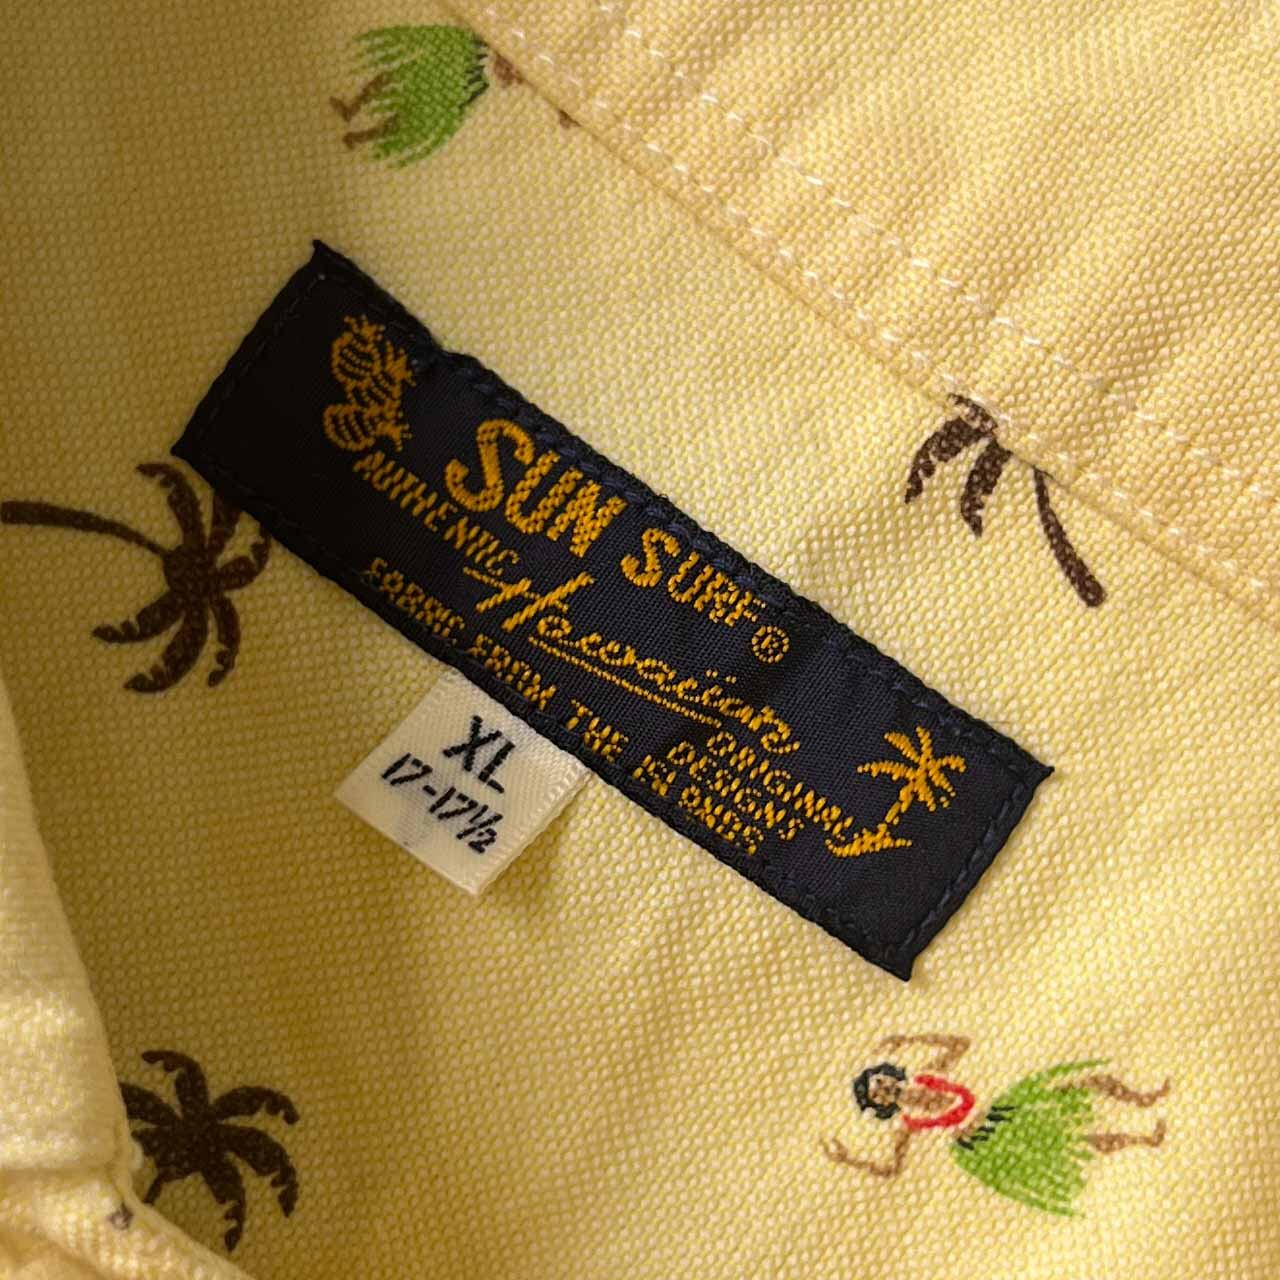 SUN SURF®
AUTHENTIC Hawaiian ORIGINAL DESIGNS
FABRIC FROM THE ISLANDS
XL
17-17½